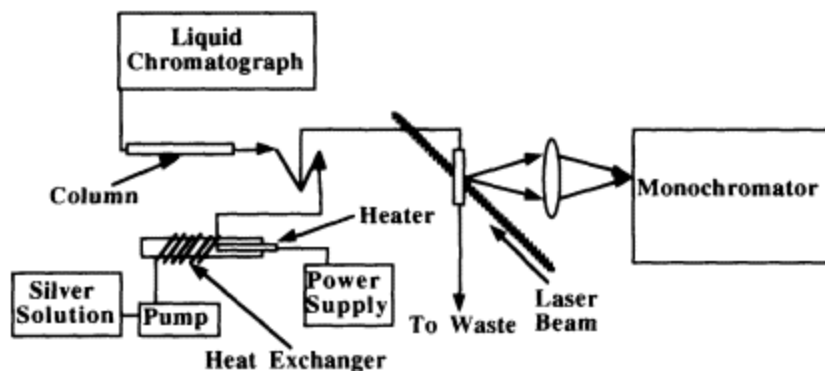 Liquid
Chromatograph
Column
Monochromator
Heater
Power
Supply
Silver
Solution
Pump
Heat Exchanger
To Waste
Laser
Beam